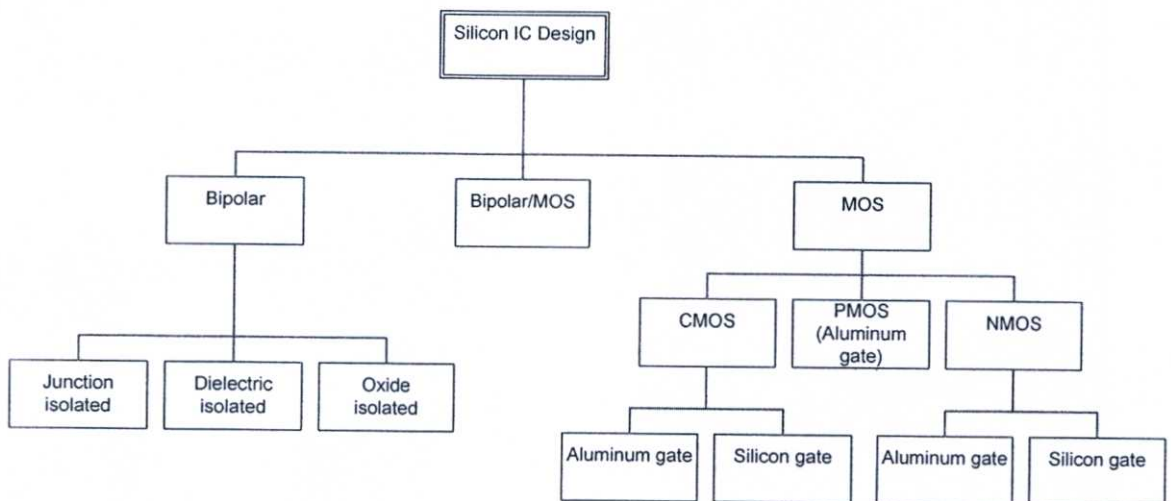 Silicon IC Design
Bipolar
Bipolar/MOS
MOS
CMOS
PMOS
(Aluminum
gate)
NMOS
Junction
isolated
Dielectric
isolated
Oxide
isolated
Aluminum gate
Silicon gate
Aluminum gate
Silicon gate